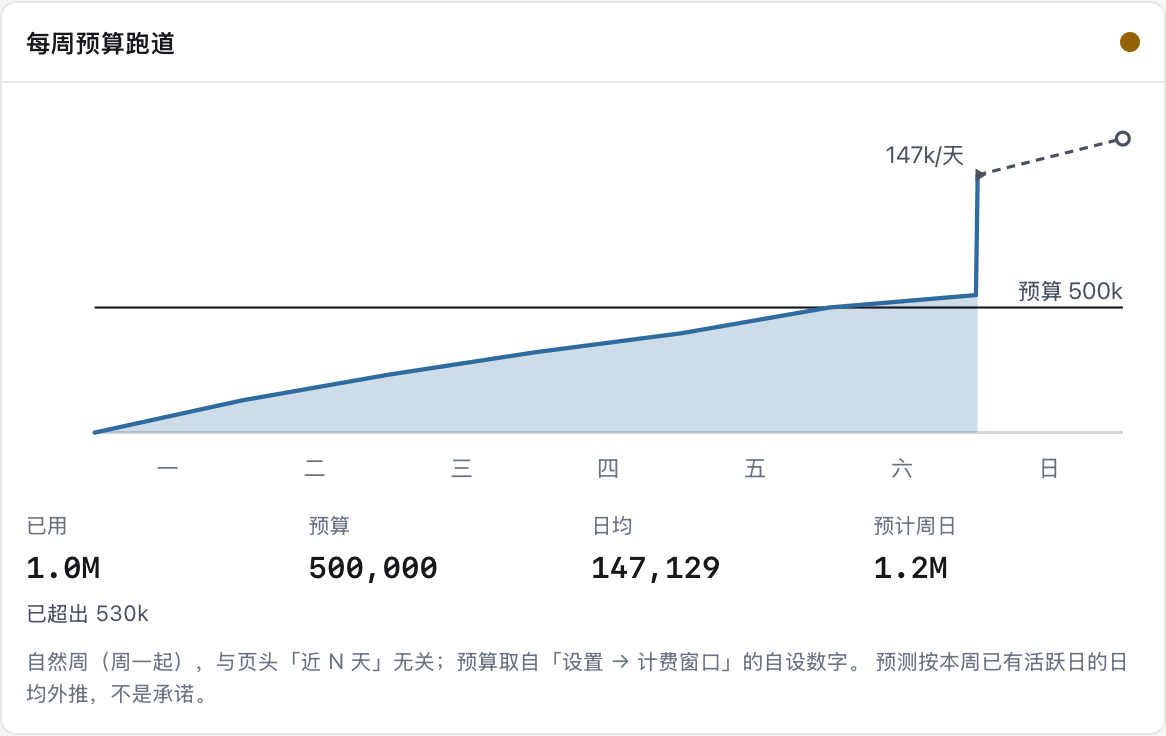 每周预算跑道
147k/天
预算 500k
一 二 三 四 五 六 日
已用 预算 日均 预计周日
1.0M 500,000 147,129 1.2M
已超出 530k
自然周（周一起），与页头「近 N 天」无关；预算取自「设置 → 计费窗口」的自设数字。 预测按本周已有活跃日的日
均外推，不是承诺。